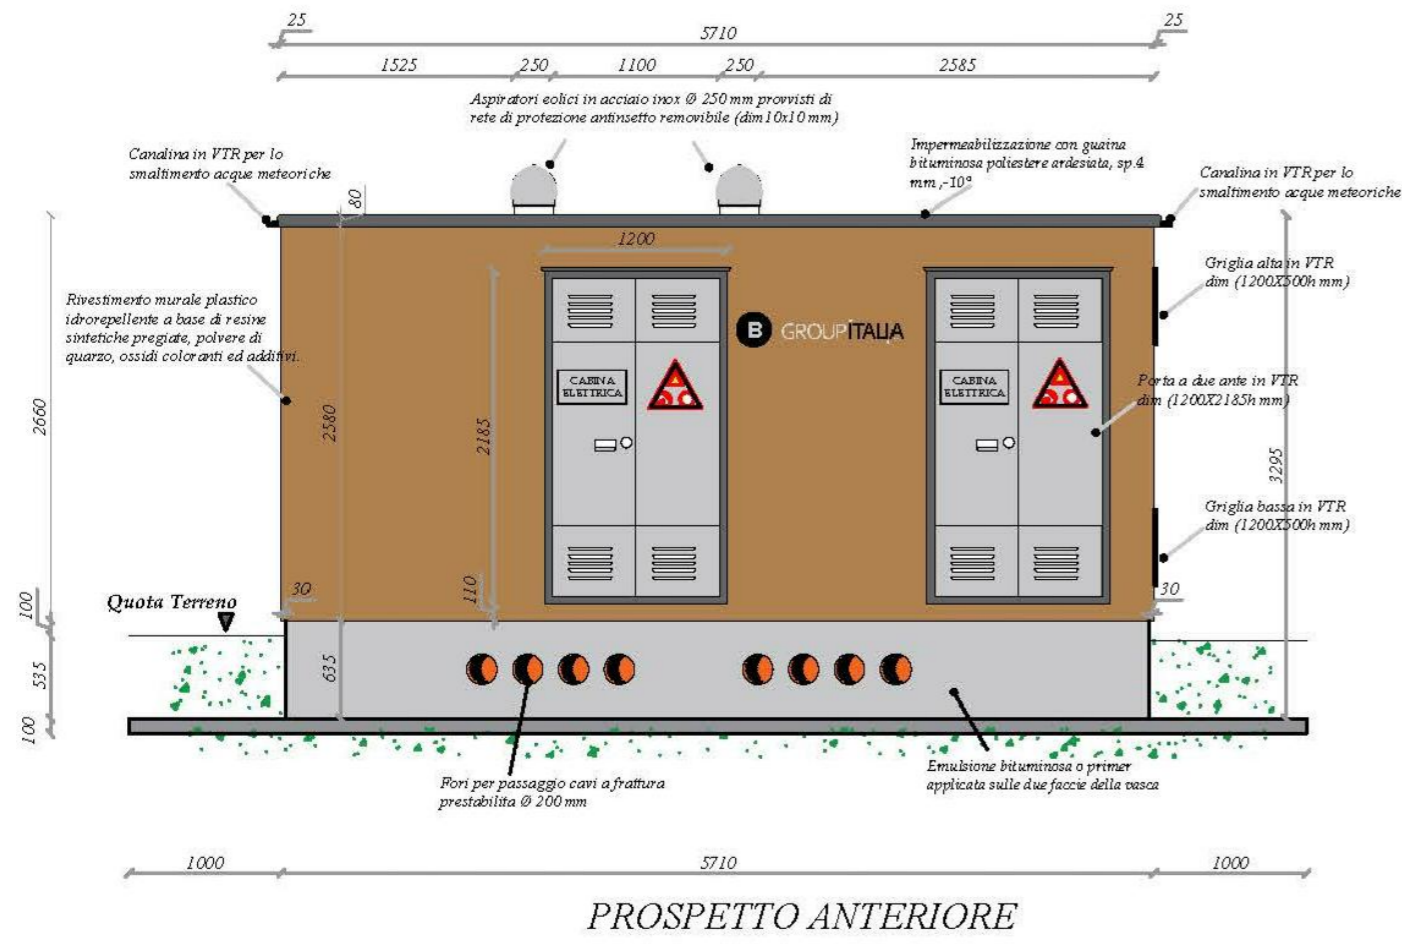 25
25
5710
1525
250
1100
250
2585
Aspiratori eolici in acciaio inox Ø 250 mm provvisti di
rete di protezione antinsetto removibile (dim10x10 mm)
Canalina in VTR per lo
smaltimento acque meteoriche
80
Impermeabilizzazione con guaina
bituminosa poliestere ardesiata, sp.4
mm ,-10°
Canalina in VTR per lo
smaltimento acque meteoriche
1200
Griglia alta in VTR
dim (1200X500h mm)
Rivestimento murale plastico
idrorepellente a base di resine
sintetiche pregiate, polvere di
quarzo, ossidi coloranti ed additivi.
B GROUPITALIA
CABINA
ELETTRICA
CABINA
ELETTRICA
Porta a due ante in VTR
dim (1200X2185h mm)
2660
2580
2185
3295
Griglia bassa in VTR
dim (1200X500h mm)
110
30
30
100
Quota Terreno
535
635
100
Fori per passaggio cavi a frattura
prestabilita Ø 200 mm
Emulsione bituminosa o primer
applicata sulle due faccie della vasca
1000
5710
1000
PROSPETTO ANTERIORE